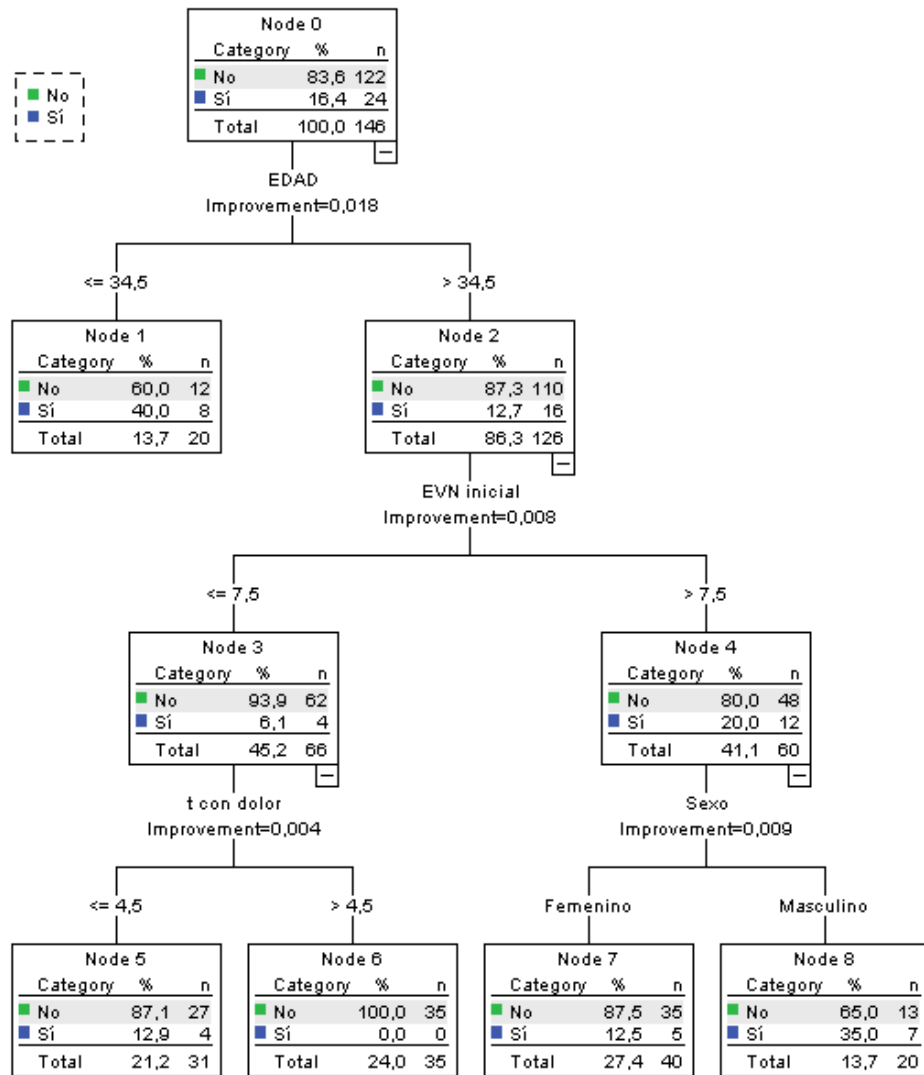 Node 0
Category % n
No 83,6 122
Sí 16,4 24
Total 100,0 146
No
Sí
EDAD
Improvement=0,018
<= 34,5
> 34,5
Node 1
Category % n
No 60,0 12
Sí 40,0 8
Total 13,7 20
Node 2
Category % n
No 87,3 110
Sí 12,7 16
Total 86,3 126
EVN inicial
Improvement=0,008
<= 7,5
> 7,5
Node 3
Category % n
No 93,9 62
Sí 6,1 4
Total 45,2 66
Node 4
Category % n
No 80,0 48
Sí 20,0 12
Total 41,1 60
t con dolor
Improvement=0,004
Sexo
Improvement=0,009
<= 4,5
> 4,5
Femenino
Masculino
Node 5
Category % n
No 87,1 27
Sí 12,9 4
Total 21,2 31
Node 6
Category % n
No 100,0 35
Sí 0,0 0
Total 24,0 35
Node 7
Category % n
No 87,5 35
Sí 12,5 5
Total 27,4 40
Node 8
Category % n
No 65,0 13
Sí 35,0 7
Total 13,7 20